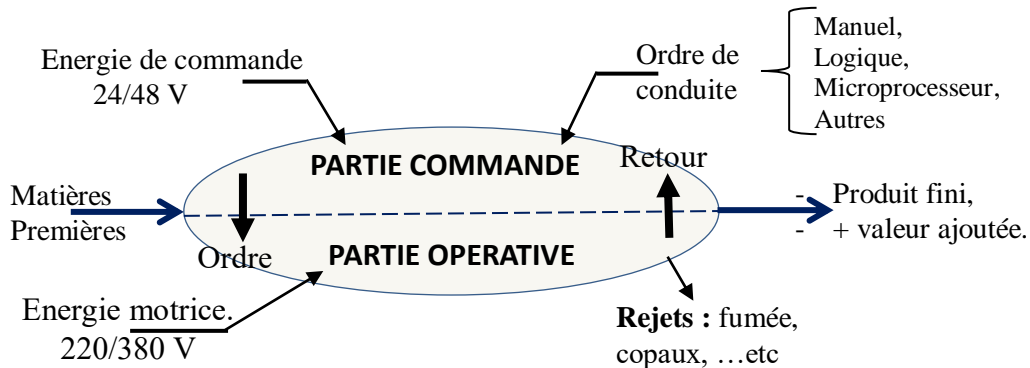 Energie de commande
24/48 V
Ordre de
conduite
Manuel,
Logique,
Microprocesseur,
Autres
PARTIE COMMANDE
Retour
Matières
Premières
- Produit fini,
- + valeur ajoutée.
Ordre
PARTIE OPERATIVE
Energie motrice.
220/380 V
Rejets : fumée,
copaux, …etc